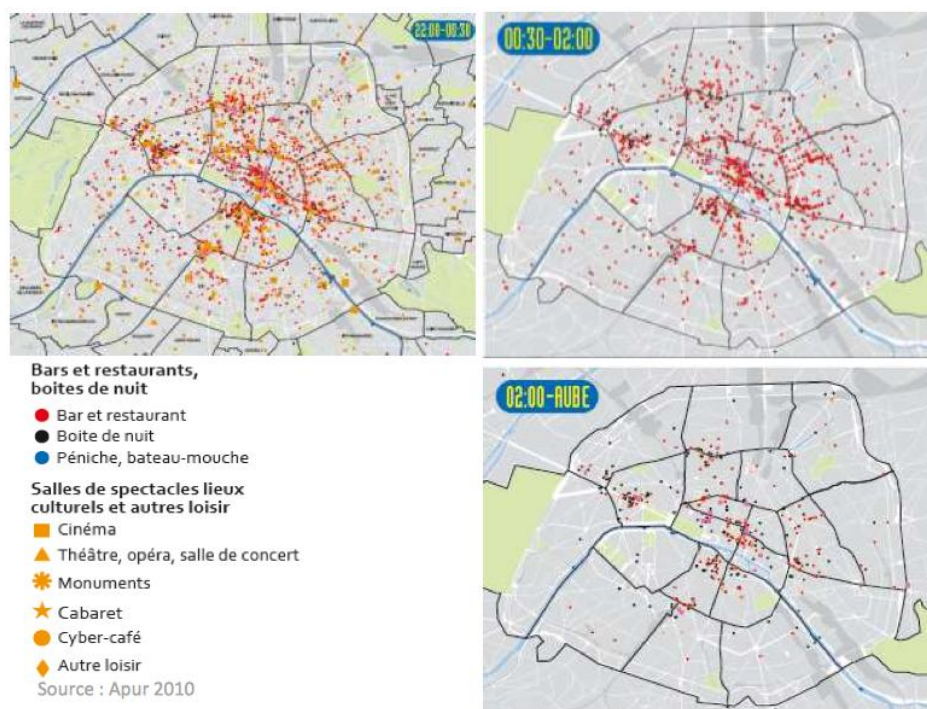 22:00-00:30
00:30-02:00
Bars et restaurants,
boites de nuit
Bar et restaurant
Boite de nuit
Péniche, bateau-mouche
Salles de spectacles lieux
culturels et autres loisir
Cinéma
Théâtre, opéra, salle de concert
Monuments
Cabaret
Cyber-café
Autre loisir
Source : Apur 2010
02:00-AUBE